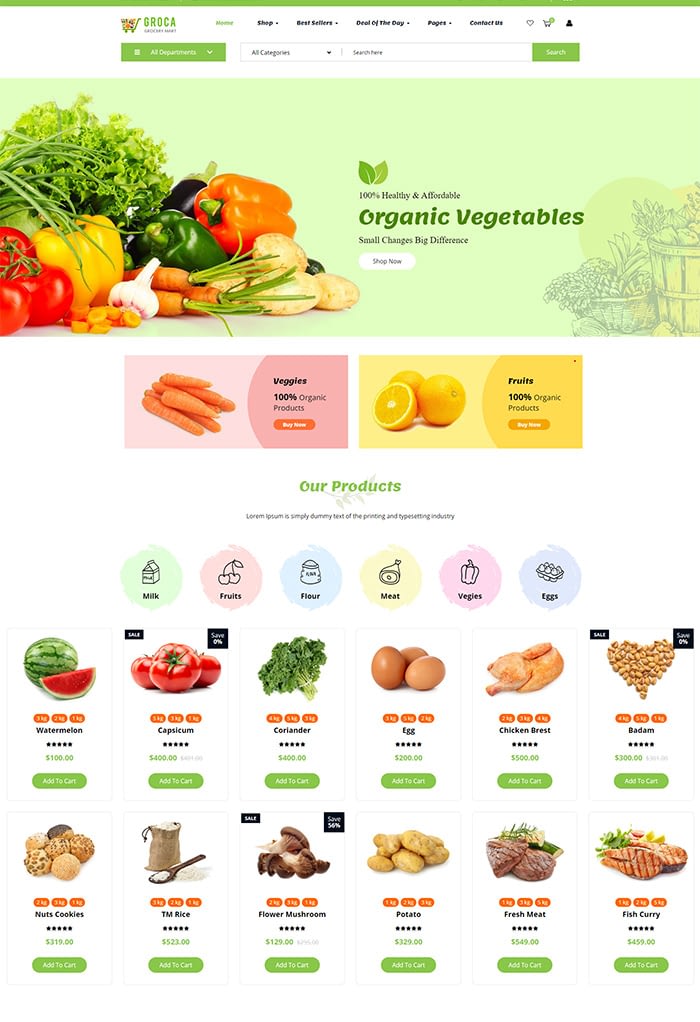 GROCA
GROCERY MART
Home
Shop
Best Sellers
Deal Of The Day
Pages
Contact Us
All Departments
All Categories
Search here
Search
100% Healthy & Affordable
Organic Vegetables
Small Changes Big Difference
Shop Now
Veggies
100% Organic
Products
Buy Now
Fruits
100% Organic
Products
Buy Now
Our Products
Lorem Ipsum is simply dummy text of the printing and typesetting industry
Milk
Fruits
Flour
Meat
Vegies
Eggs
3 kg 2 kg 1 kg
Watermelon
$100.00
Add To Cart
SALE
Save
0%
5 kg 3 kg 1 kg
Capsicum
$400.00 $401.00
Add To Cart
4 kg 5 kg 3 kg
Coriander
$400.00
Add To Cart
3 kg 5 kg 2 kg
Egg
$200.00
Add To Cart
2 kg 3 kg 4 kg
Chicken Brest
$500.00
Add To Cart
SALE
Save
0%
4 kg 5 kg 1 kg
Badam
$300.00 $301.00
Add To Cart
2 kg 3 kg 1 kg
Nuts Cookies
$319.00
Add To Cart
2 kg 3 kg 1 kg
TM Rice
$523.00
Add To Cart
SALE
Save
56%
2 kg 3 kg 1 kg
Flower Mushroom
$129.00 $295.00
Add To Cart
1 kg 2 kg 3 kg
Potato
$329.00
Add To Cart
1 kg 2 kg 3 kg
Fresh Meat
$549.00
Add To Cart
1 kg 2 kg 5 kg
Fish Curry
$459.00
Add To Cart